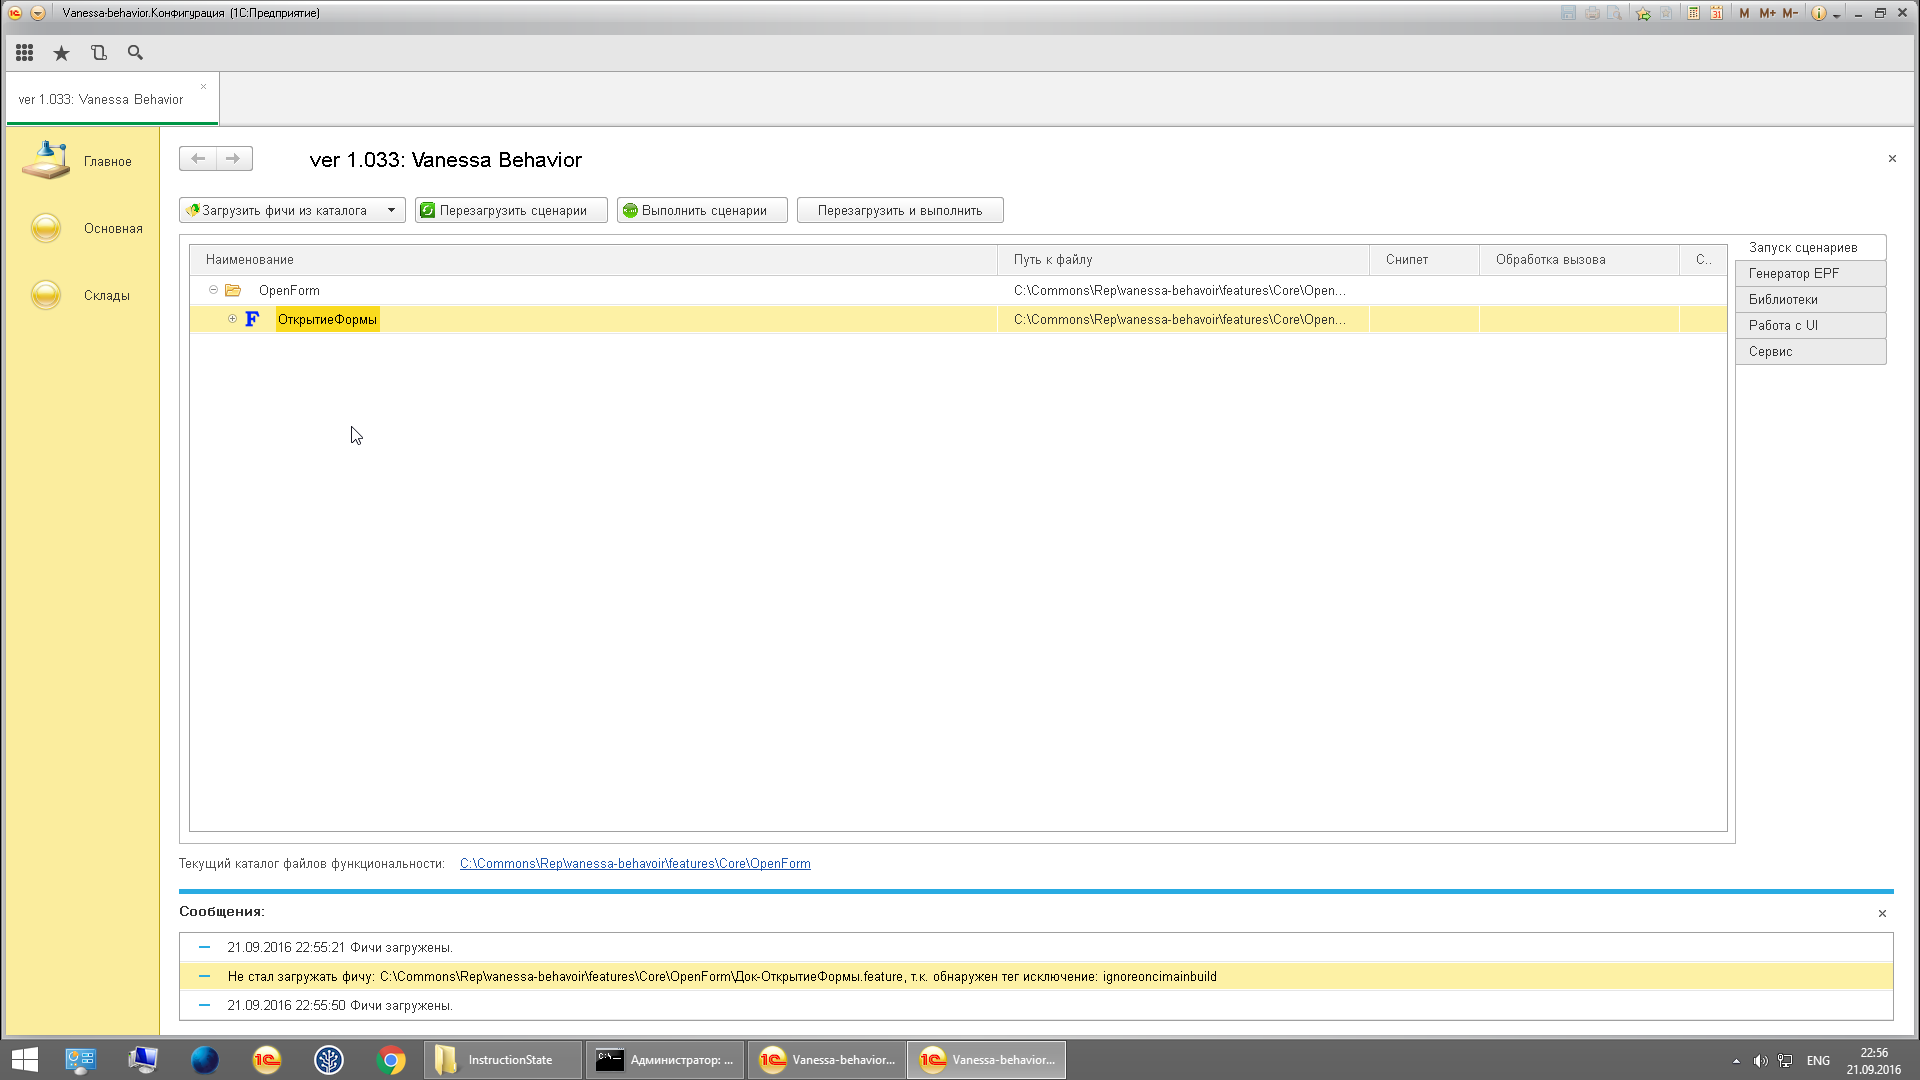 Vanessa-behavior.Конфигурация (1С:Предприятие)
M M+ M-
ver 1.033: Vanessa Behavior
Главное
Основная
Склады
ver 1.033: Vanessa Behavior
Загрузить фичи из каталога
Перезагрузить сценарии
Выполнить сценарии
Перезагрузить и выполнить
Наименование Путь к файлу Снипет Обработка вызова С..
OpenForm C:\Commons\Rep\vanessa-behavoir\features\Core\Open...
ОткрытиеФормы C:\Commons\Rep\vanessa-behavoir\features\Core\Open...
Запуск сценариев
Генератор EPF
Библиотеки
Работа с UI
Сервис
Текущий каталог файлов функциональности: C:\Commons\Rep\vanessa-behavoir\features\Core\OpenForm
Сообщения:
21.09.2016 22:55:21 Фичи загружены.
Не стал загружать фичу: C:\Commons\Rep\vanessa-behavoir\features\Core\OpenForm\Док-ОткрытиеФормы.feature, т.к. обнаружен тег исключение: ignoreoncimainbuild
21.09.2016 22:55:50 Фичи загружены.
InstructionState
Администратор: ...
Vanessa-behavior...
Vanessa-behavior...
ENG
22:56
21.09.2016